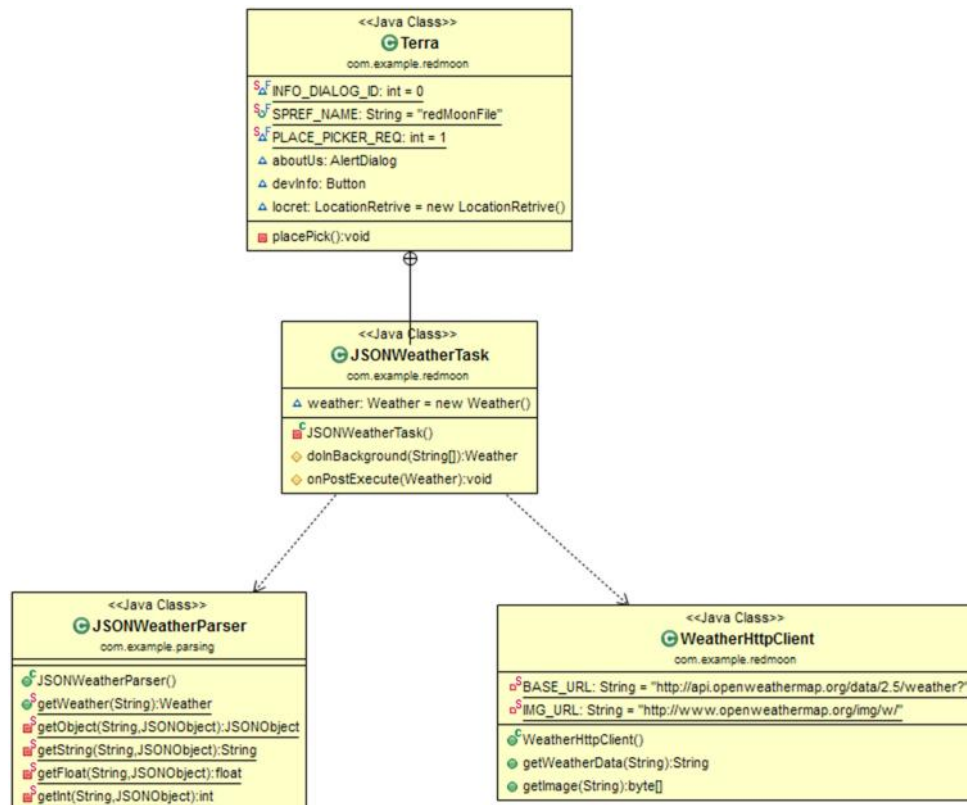 <<Java Class>>
Terra
com.example.redmoon
INFO_DIALOG_ID: int = 0
SPREF_NAME: String = "redMoonFile"
PLACE_PICKER_REQ: int = 1
aboutUs: AlertDialog
devInfo: Button
locret: LocationRetrive = new LocationRetrive()
placePick():void
<<Java Class>>
JSONWeatherTask
com.example.redmoon
weather: Weather = new Weather()
JSONWeatherTask()
doInBackground(String[]):Weather
onPostExecute(Weather):void
<<Java Class>>
JSONWeatherParser
com.example.parsing
JSONWeatherParser()
getWeather(String):Weather
getObject(String,JSONObject):JSONObject
getString(String,JSONObject):String
getFloat(String,JSONObject):float
getInt(String,JSONObject):int
<<Java Class>>
WeatherHttpClient
com.example.redmoon
BASE_URL: String = "http://api.openweathermap.org/data/2.5/weather?"
IMG_URL: String = "http://www.openweathermap.org/img/w/"
WeatherHttpClient()
getWeatherData(String):String
getImage(String):byte[]